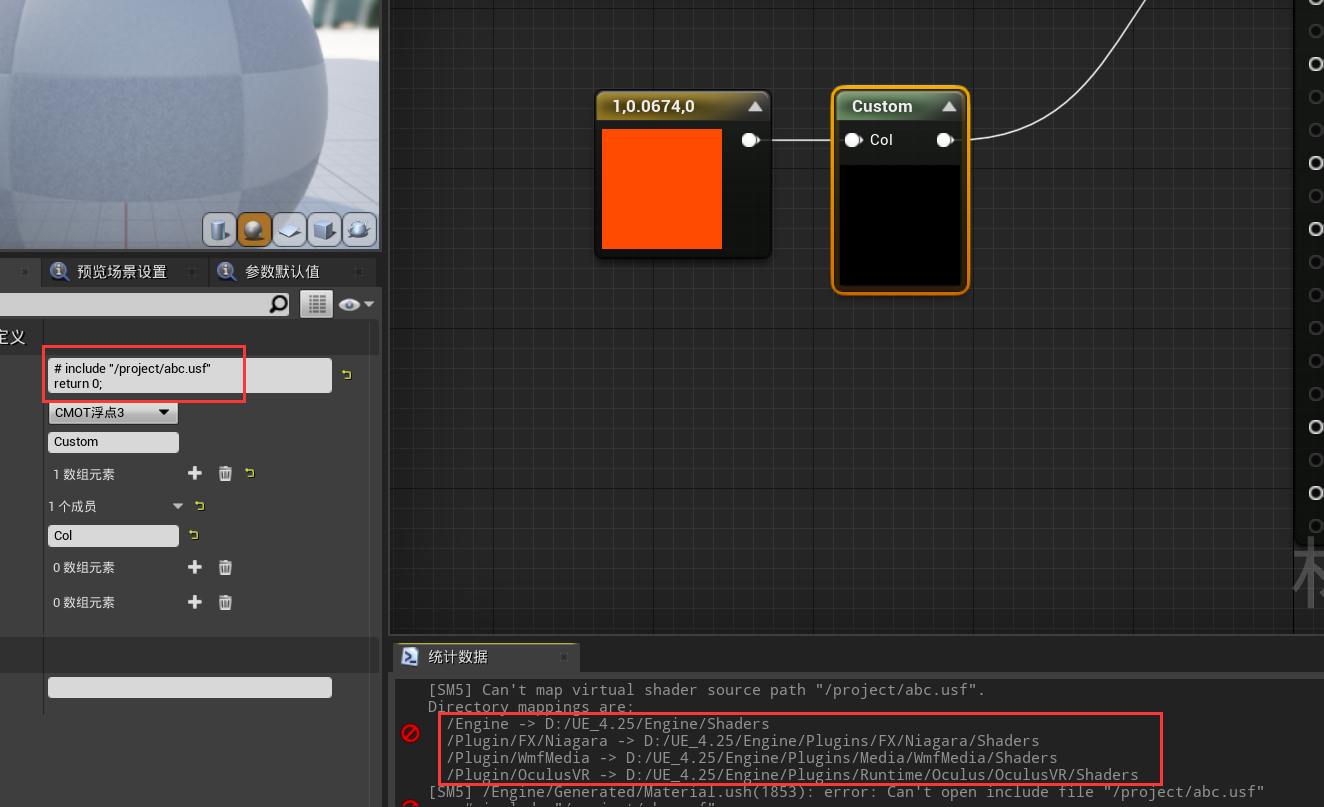 1,0.0674,0
Custom
Col
预览场景设置
参数默认值
定义
# include "/project/abc.usf"
return 0;
CMOT浮点3
Custom
1 数组元素
1 个成员
Col
0 数组元素
0 数组元素
统计数据
[SM5] Can't map virtual shader source path "/project/abc.usf".
Directory mappings are:
/Engine -> D:/UE_4.25/Engine/Shaders
/Plugin/FX/Niagara -> D:/UE_4.25/Engine/Plugins/FX/Niagara/Shaders
/Plugin/WmfMedia -> D:/UE_4.25/Engine/Plugins/Media/WmfMedia/Shaders
/Plugin/OculusVR -> D:/UE_4.25/Engine/Plugins/Runtime/Oculus/OculusVR/Shaders
[SM5] /Engine/Generated/Material.ush(1853): error: Can't open include file "/project/abc.usf"